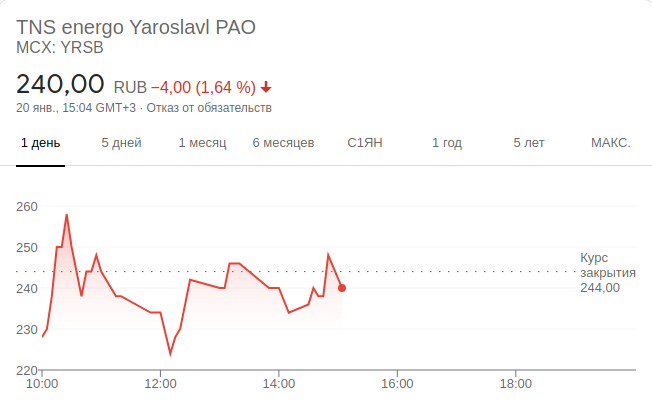 TNS energo Yaroslavl PAO
MCX: YRSB
240,00 RUB −4,00 (1,64 %)
20 янв., 15:04 GMT+3 · Отказ от обязательств
1 день 5 дней 1 месяц 6 месяцев С1ЯН 1 год 5 лет МАКС.
260
250
Курс
закрытия
240 244,00
230
220
10:00 12:00 14:00 16:00 18:00